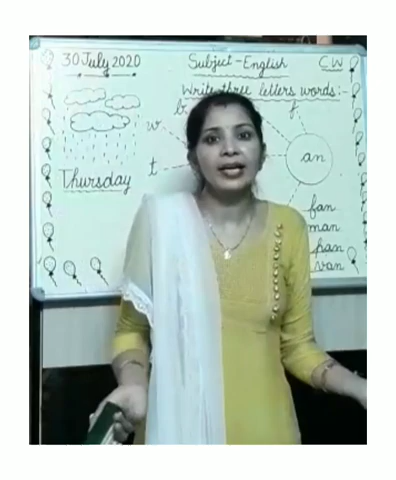 30 July 2020
Subject - English
CW
Write three letters words :-
b
f
w
t
an
Thursday
fan
man
pan
van